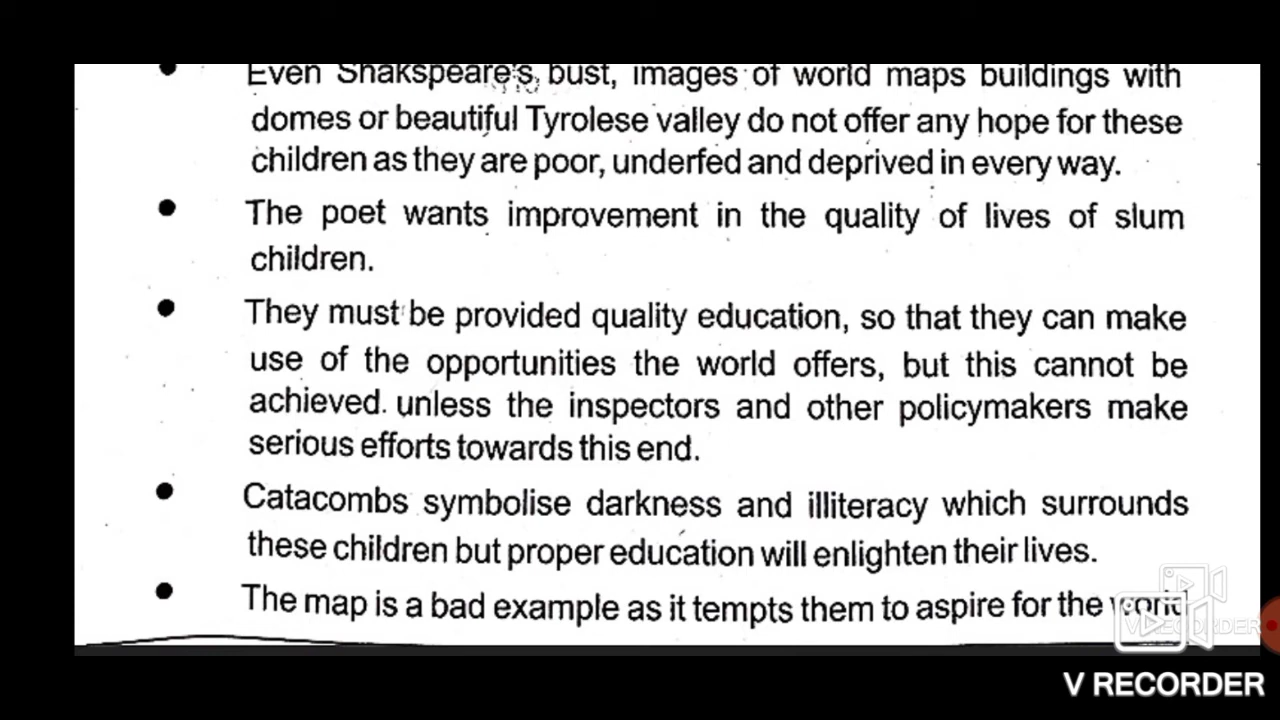 Even Shakspeare's bust, images of world maps buildings with
domes or beautiful Tyrolese valley do not offer any hope for these
children as they are poor, underfed and deprived in every way.
The poet wants improvement in the quality of lives of slum
children.
They must be provided quality education, so that they can make
use of the opportunities the world offers, but this cannot be
achieved. unless the inspectors and other policymakers make
serious efforts towards this end.
Catacombs symbolise darkness and illiteracy which surrounds
these children but proper education will enlighten their lives.
The map is a bad example as it tempts them to aspire for the world
V RECORDER
V RECORDER